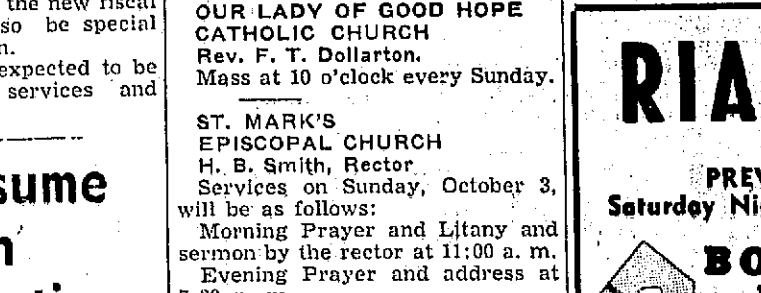 the new fiscal
so be special
n.
expected to be
services and
sume
n
OUR LADY OF GOOD HOPE
CATHOLIC CHURCH
Rev. F. T. Dollarton.
Mass at 10 o'clock every Sunday.
ST. MARK'S
EPISCOPAL CHURCH
H. B. Smith, Rector
Services on Sunday, October 3,
will be as follows:
Morning Prayer and Litany and
sermon by the rector at 11:00 a. m.
Evening Prayer and address at
RIA
PREV
Saturday Ni
BO